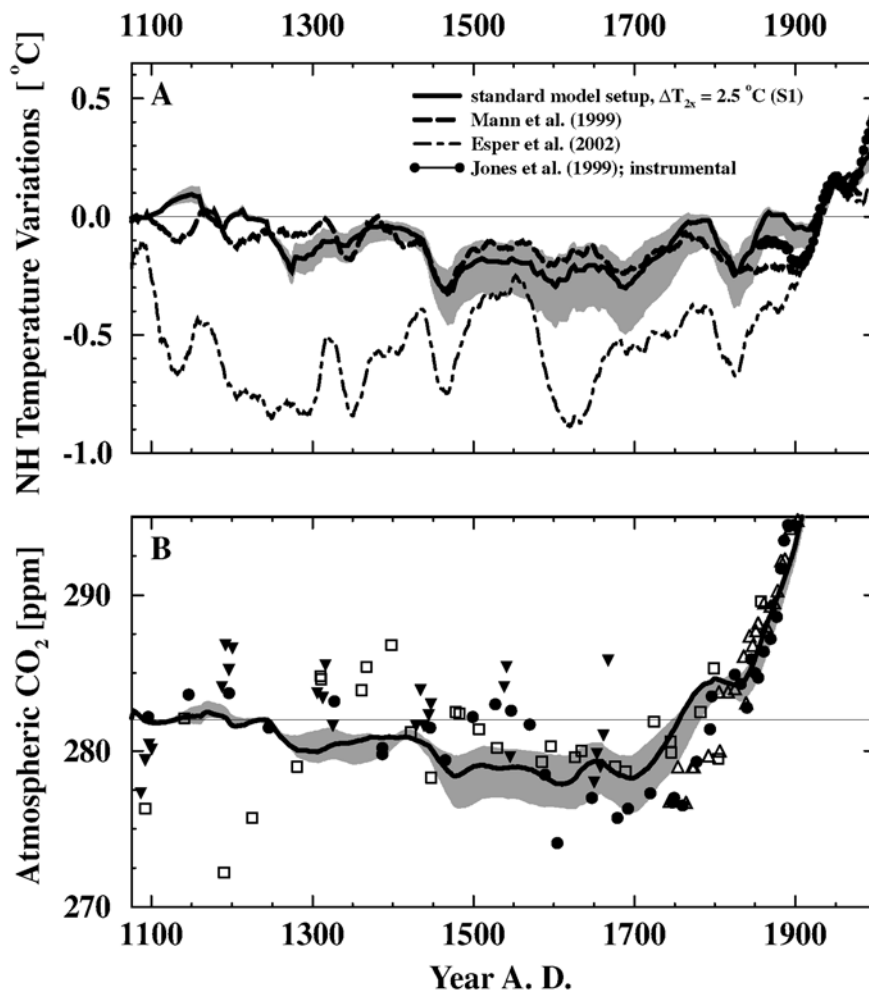 1100 1300 1500 1700 1900
NH Temperature Variations [°C]
0.5
0.0
-0.5
-1.0
A
standard model setup, ΔT2x = 2.5 °C (S1)
Mann et al. (1999)
Esper et al. (2002)
Jones et al. (1999); instrumental
Atmospheric CO2 [ppm]
290
280
270
B
1100 1300 1500 1700 1900
Year A. D.